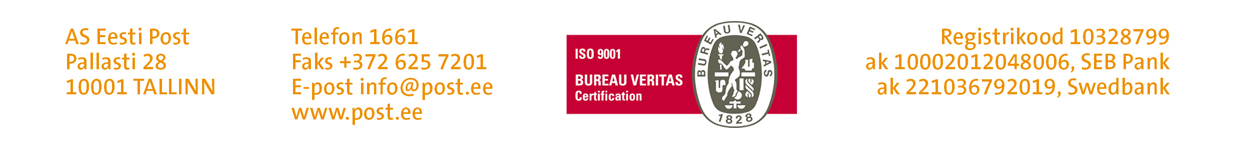 AS Eesti Post
Pallasti 28
10001 TALLINN
Telefon 1661
Faks +372 625 7201
E-post info@post.ee
www.post.ee
ISO 9001
BUREAU VERITAS
Certification
BUREAU VERITAS
1828
Registrikood 10328799
ak 10002012048006, SEB Pank
ak 221036792019, Swedbank